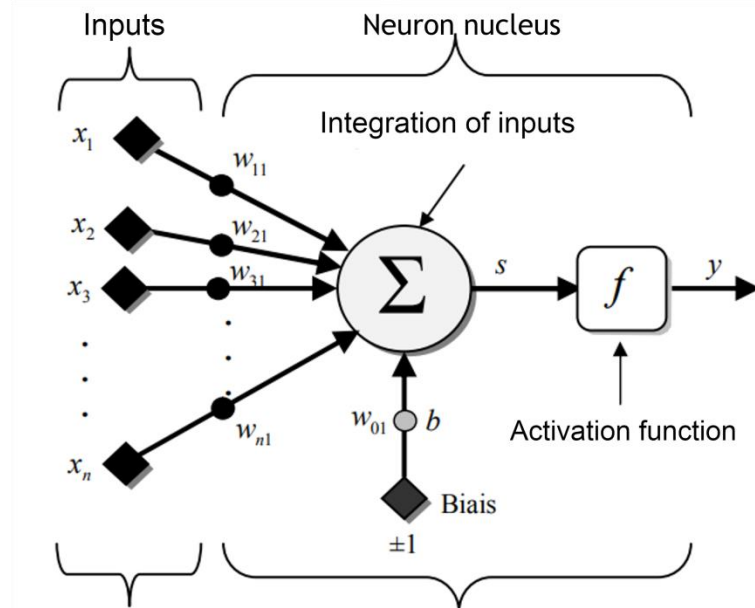 Inputs
Neuron nucleus
Integration of inputs
x₁
w₁₁
x₂
w₂₁
x₃
w₃₁
Σ
s
f
y
.
.
.
.
.
.
w₀₁ b
wₙ₁
Activation function
xₙ
Biais
±1